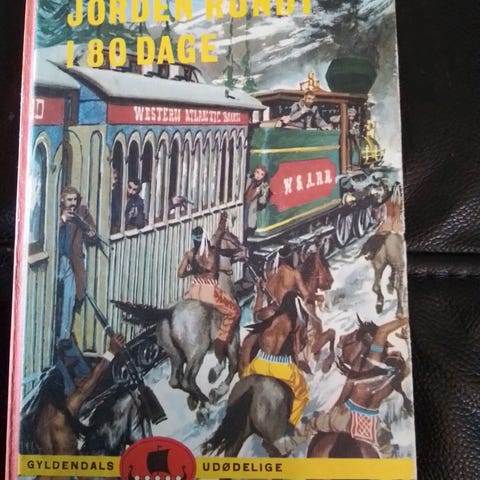 JORDEN RUNDT
I 80 DAGE
WESTERN ATLANTIC
W. & A.R.R.
GYLDENDALS UDØDELIGE